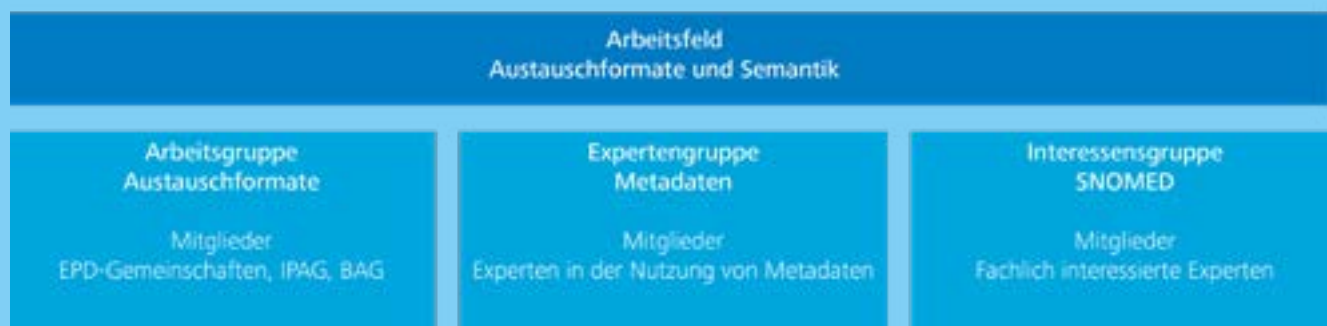 Arbeitsfeld
Austauschformate und Semantik
Arbeitsgruppe
Austauschformate
Mitglieder
EPD-Gemeinschaften, IPAG, BAG
Expertengruppe
Metadaten
Mitglieder
Experten in der Nutzung von Metadaten
Interessensgruppe
SNOMED
Mitglieder
Fachlich interessierte Experten